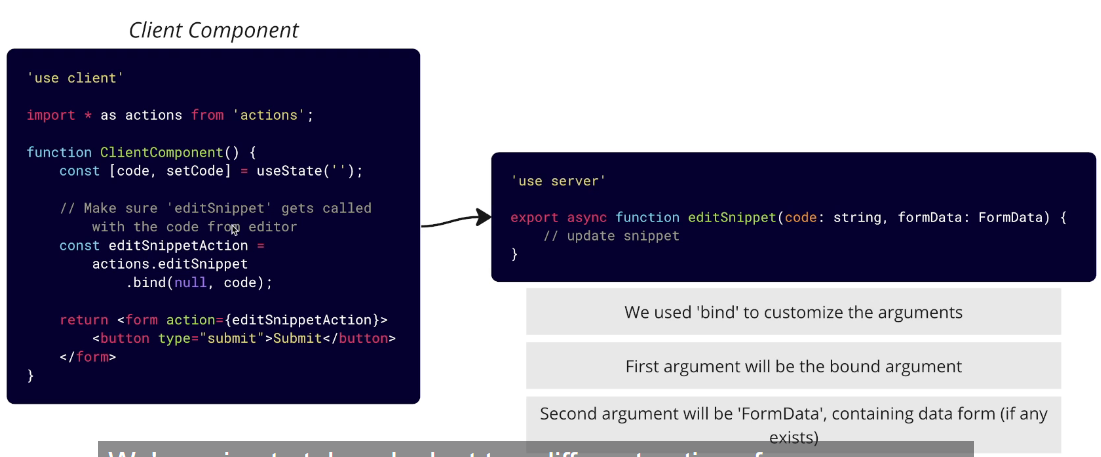 Client Component
'use client'
import * as actions from 'actions';
function ClientComponent() {
const [code, setCode] = useState('');
// Make sure 'editSnippet' gets called
with the code from editor
const editSnippetAction =
actions.editSnippet
.bind(null, code);
return <form action={editSnippetAction}>
<button type="submit">Submit</button>
</form>
}
'use server'
export async function editSnippet(code: string, formData: FormData) {
// update snippet
}
We used 'bind' to customize the arguments
First argument will be the bound argument
Second argument will be 'FormData', containing data form (if any
exists)